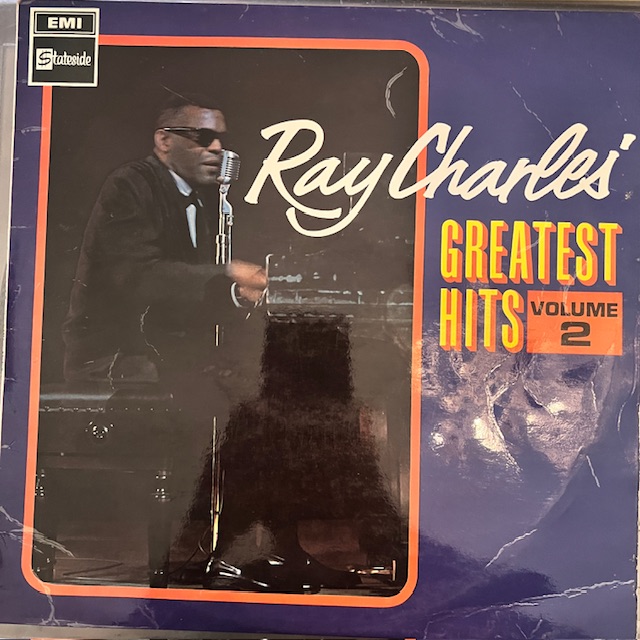 EMI
Stateside
Ray Charles'
GREATEST
HITS VOLUME
2